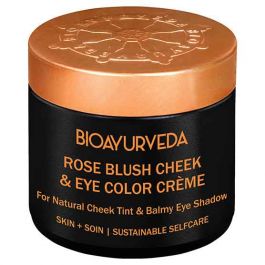 BIOAYURVEDA
ROSE BLUSH CHEEK
& EYE COLOR CRÈME
For Natural Cheek Tint & Balmy Eye Shadow
SKIN + SOIN | SUSTAINABLE SELFCARE